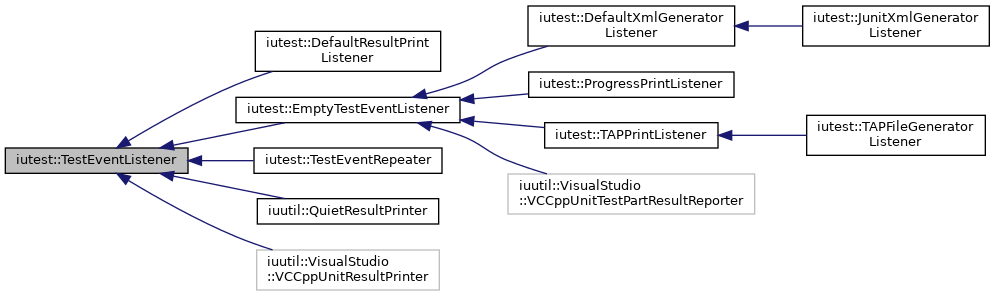 iutest::TestEventListener
iutest::DefaultResultPrint
Listener
iutest::EmptyTestEventListener
iutest::TestEventRepeater
iuutil::QuietResultPrinter
iuutil::VisualStudio
::VCCppUnitResultPrinter
iutest::DefaultXmlGenerator
Listener
iutest::ProgressPrintListener
iutest::TAPPrintListener
iuutil::VisualStudio
::VCCppUnitTestPartResultReporter
iutest::JunitXmlGenerator
Listener
iutest::TAPFileGenerator
Listener